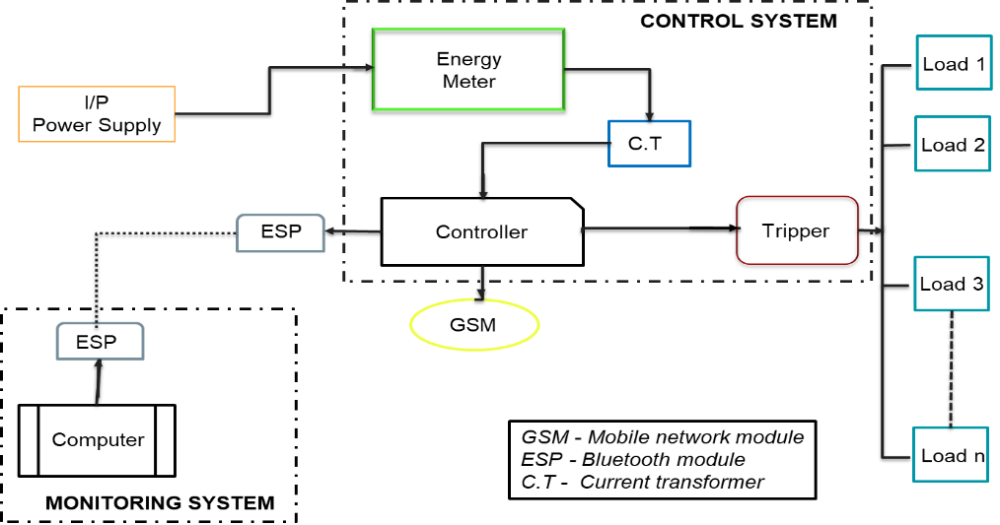 CONTROL SYSTEM
Energy
Meter
I/P
Power Supply
C.T
Load 1
Load 2
ESP
Controller
Tripper
Load 3
GSM
ESP
Computer
Load n
MONITORING SYSTEM
GSM - Mobile network module
ESP - Bluetooth module
C.T - Current transformer